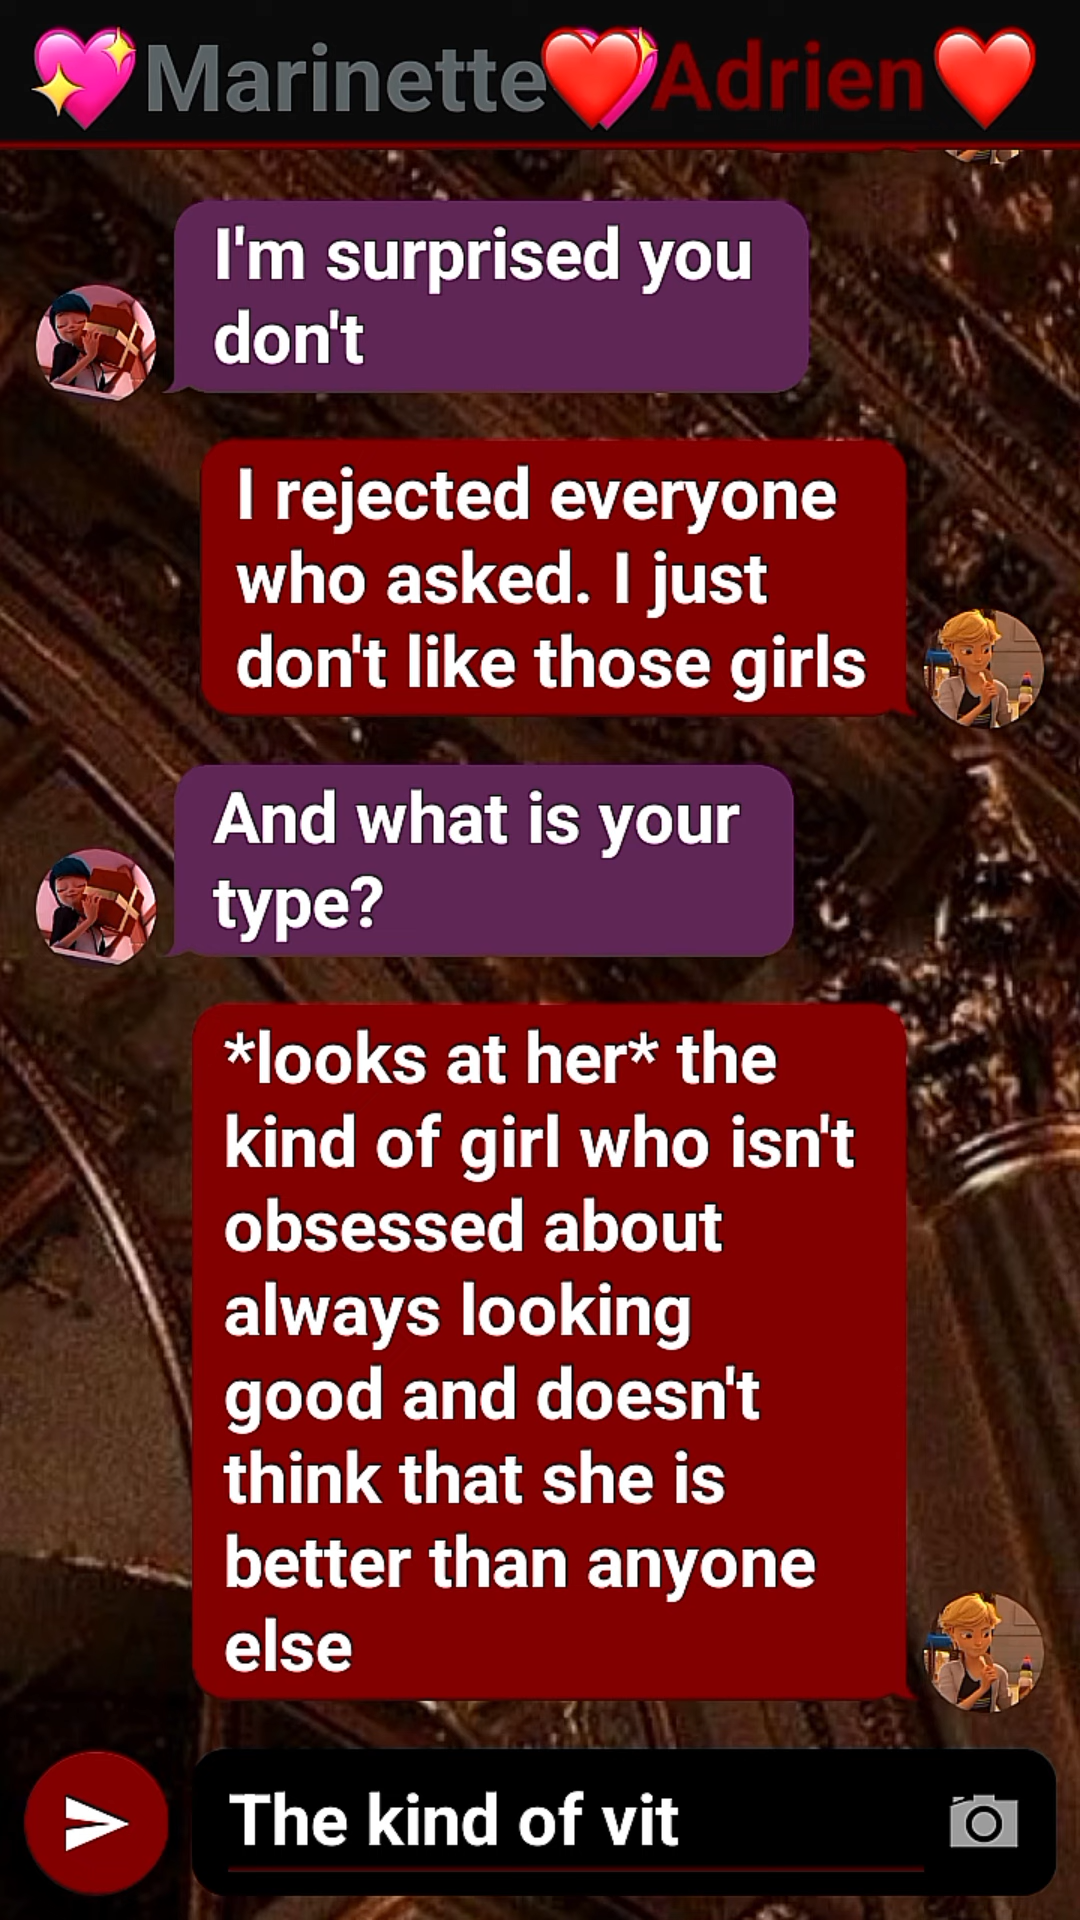 💖Marinette❤️💖Adrien❤️
I'm surprised you
don't
I rejected everyone
who asked. I just
don't like those girls
And what is your
type?
*looks at her* the
kind of girl who isn't
obsessed about
always looking
good and doesn't
think that she is
better than anyone
else
The kind of vit